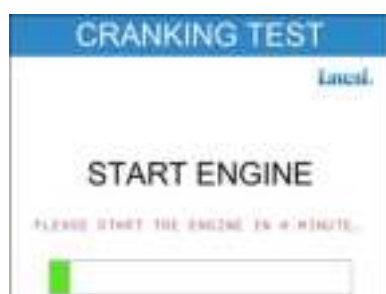 CRANKING TEST
START ENGINE
PLEASE START THE ENGINE IN A MINUTE.